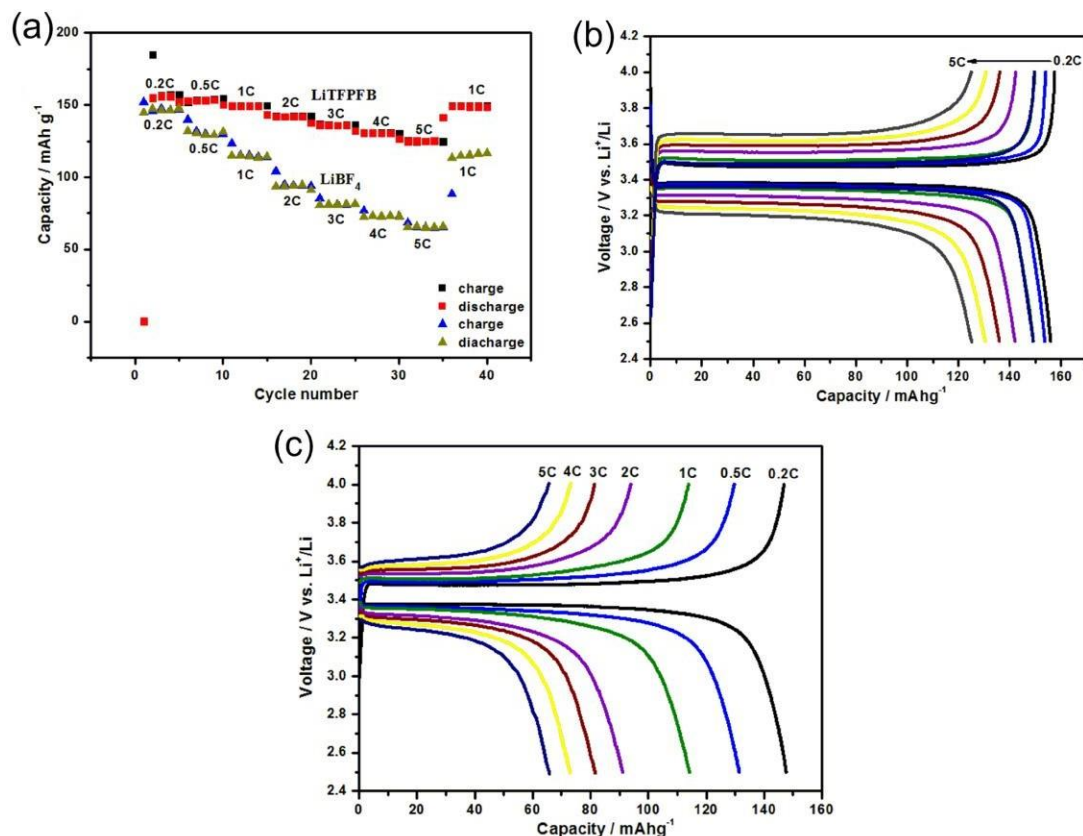 (a)
Capacity / mAh g⁻¹
200
150
100
50
0
0.2C 0.5C 1C 2C LiTFPFB 3C 4C 5C 1C
0.2C 0.5C 1C LiBF₄ 2C 3C 4C 5C 1C
charge
discharge
charge
diacharge
0 10 20 30 40
Cycle number
(b)
Voltage / V vs. Li⁺/Li
4.2
4.0
3.8
3.6
3.4
3.2
3.0
2.8
2.6
2.4
5C 0.2C
0 20 40 60 80 100 120 140 160
Capacity / mAhg⁻¹
(c)
Voltage / V vs. Li⁺/Li
4.2
4.0
3.8
3.6
3.4
3.2
3.0
2.8
2.6
2.4
5C 4C 3C 2C 1C 0.5C 0.2C
0 20 40 60 80 100 120 140 160
Capacity / mAhg⁻¹